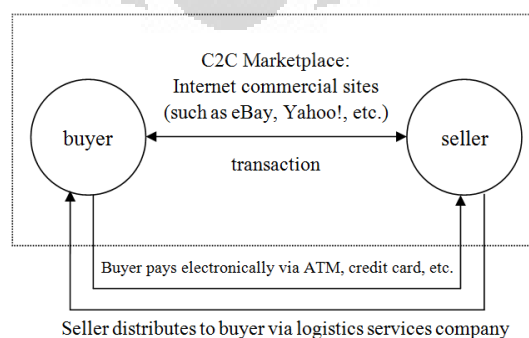 C2C Marketplace:
Internet commercial sites
(such as eBay, Yahoo!, etc.)
buyer
seller
transaction
Buyer pays electronically via ATM, credit card, etc.
Seller distributes to buyer via logistics services company